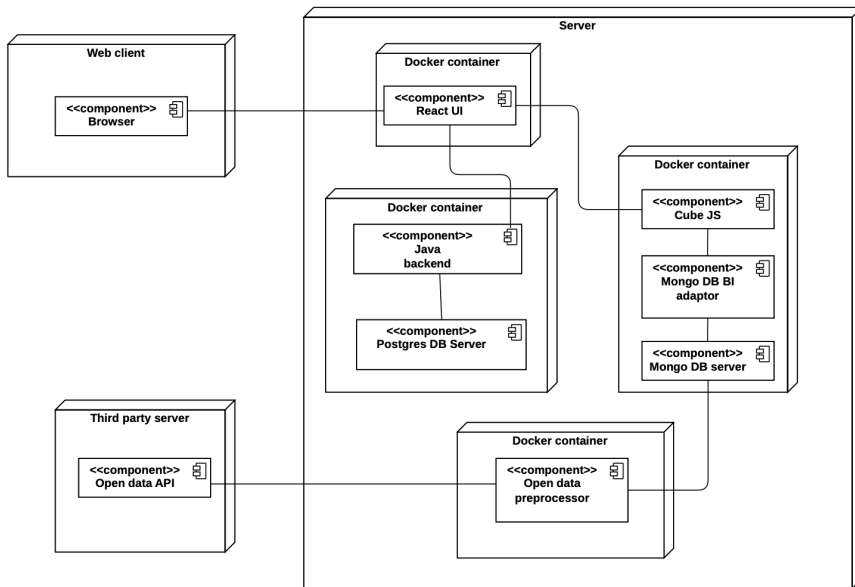 Server
Web client
<<component>>
Browser
Docker container
<<component>>
React UI
Docker container
<<component>>
Cube JS
<<component>>
Mongo DB BI
adaptor
<<component>>
Mongo DB server
Docker container
<<component>>
Java
backend
<<component>>
Postgres DB Server
Third party server
<<component>>
Open data API
Docker container
<<component>>
Open data
preprocessor